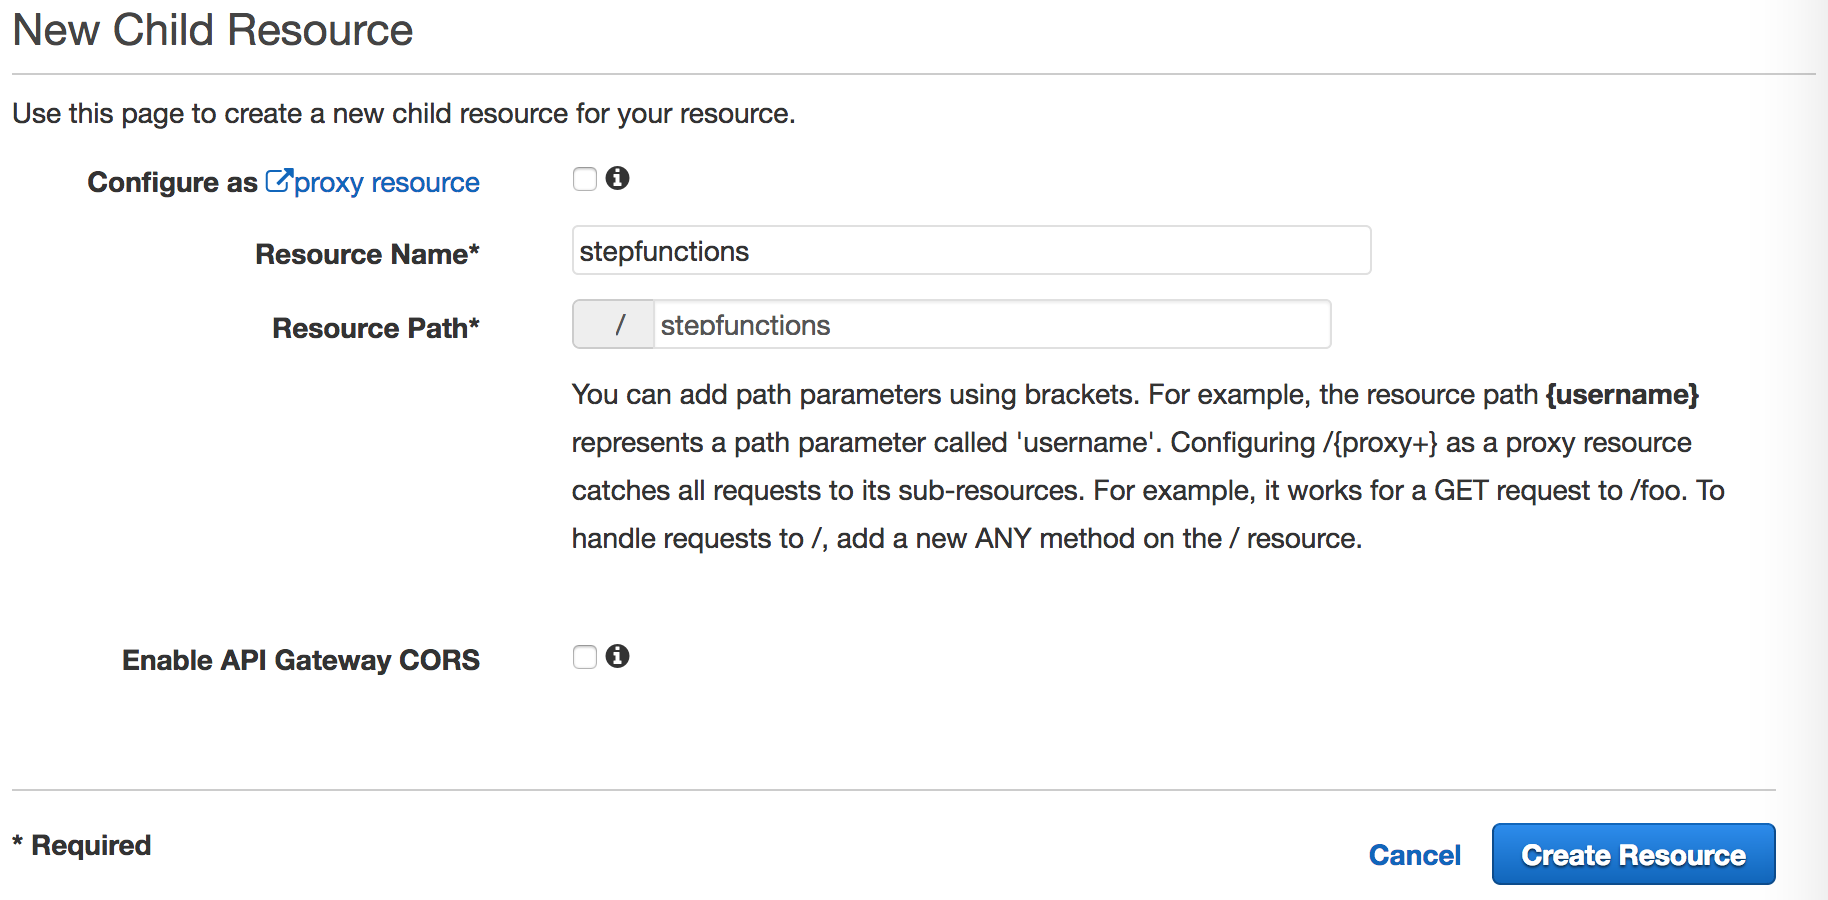 New Child Resource
Use this page to create a new child resource for your resource.
Configure as proxy resource
Resource Name* stepfunctions
Resource Path* / stepfunctions
You can add path parameters using brackets. For example, the resource path {username}
represents a path parameter called 'username'. Configuring /{proxy+} as a proxy resource
catches all requests to its sub-resources. For example, it works for a GET request to /foo. To
handle requests to /, add a new ANY method on the / resource.
Enable API Gateway CORS
* Required
Cancel Create Resource